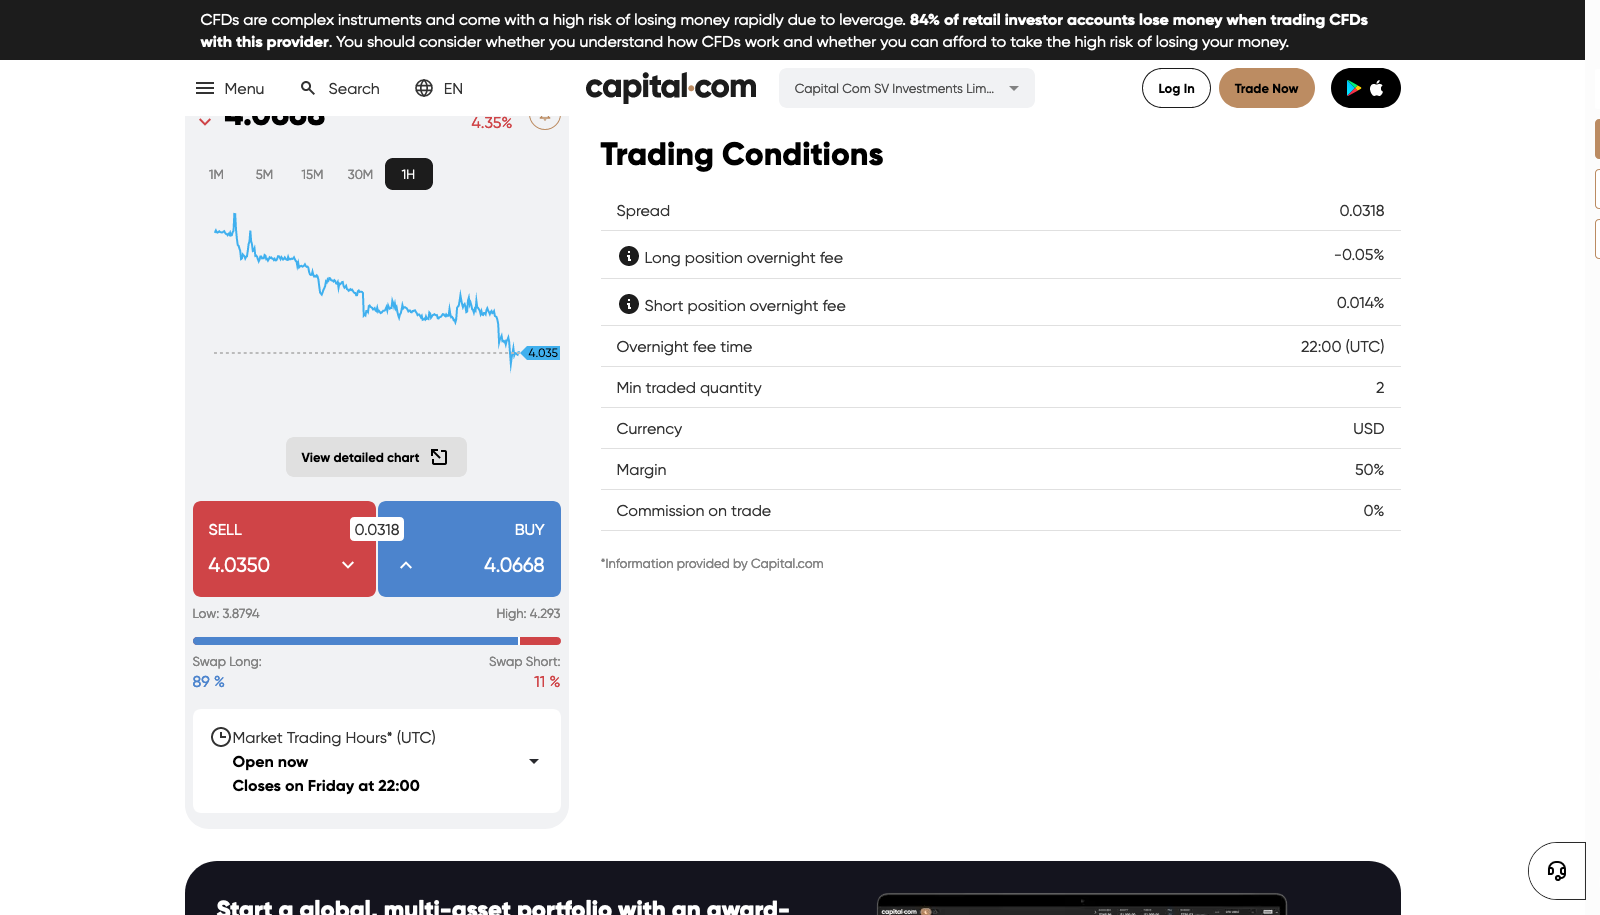 CFDs are complex instruments and come with a high risk of losing money rapidly due to leverage. 84% of retail investor accounts lose money when trading CFDs
with this provider. You should consider whether you understand how CFDs work and whether you can afford to take the high risk of losing your money.
Menu Search EN capital.com Capital Com SV Investments Lim... Log In Trade Now
4.0668 4.35%
1M 5M 15M 30M 1H
4.035
View detailed chart
SELL 0.0318 BUY
4.0350 4.0668
Low: 3.8794 High: 4.293
Swap Long: Swap Short:
89 % 11 %
Market Trading Hours* (UTC)
Open now
Closes on Friday at 22:00
Trading Conditions
Spread 0.0318
Long position overnight fee -0.05%
Short position overnight fee 0.014%
Overnight fee time 22:00 (UTC)
Min traded quantity 2
Currency USD
Margin 50%
Commission on trade 0%
*Information provided by Capital.com
Start a global, multi-asset portfolio with an award-
capital.com